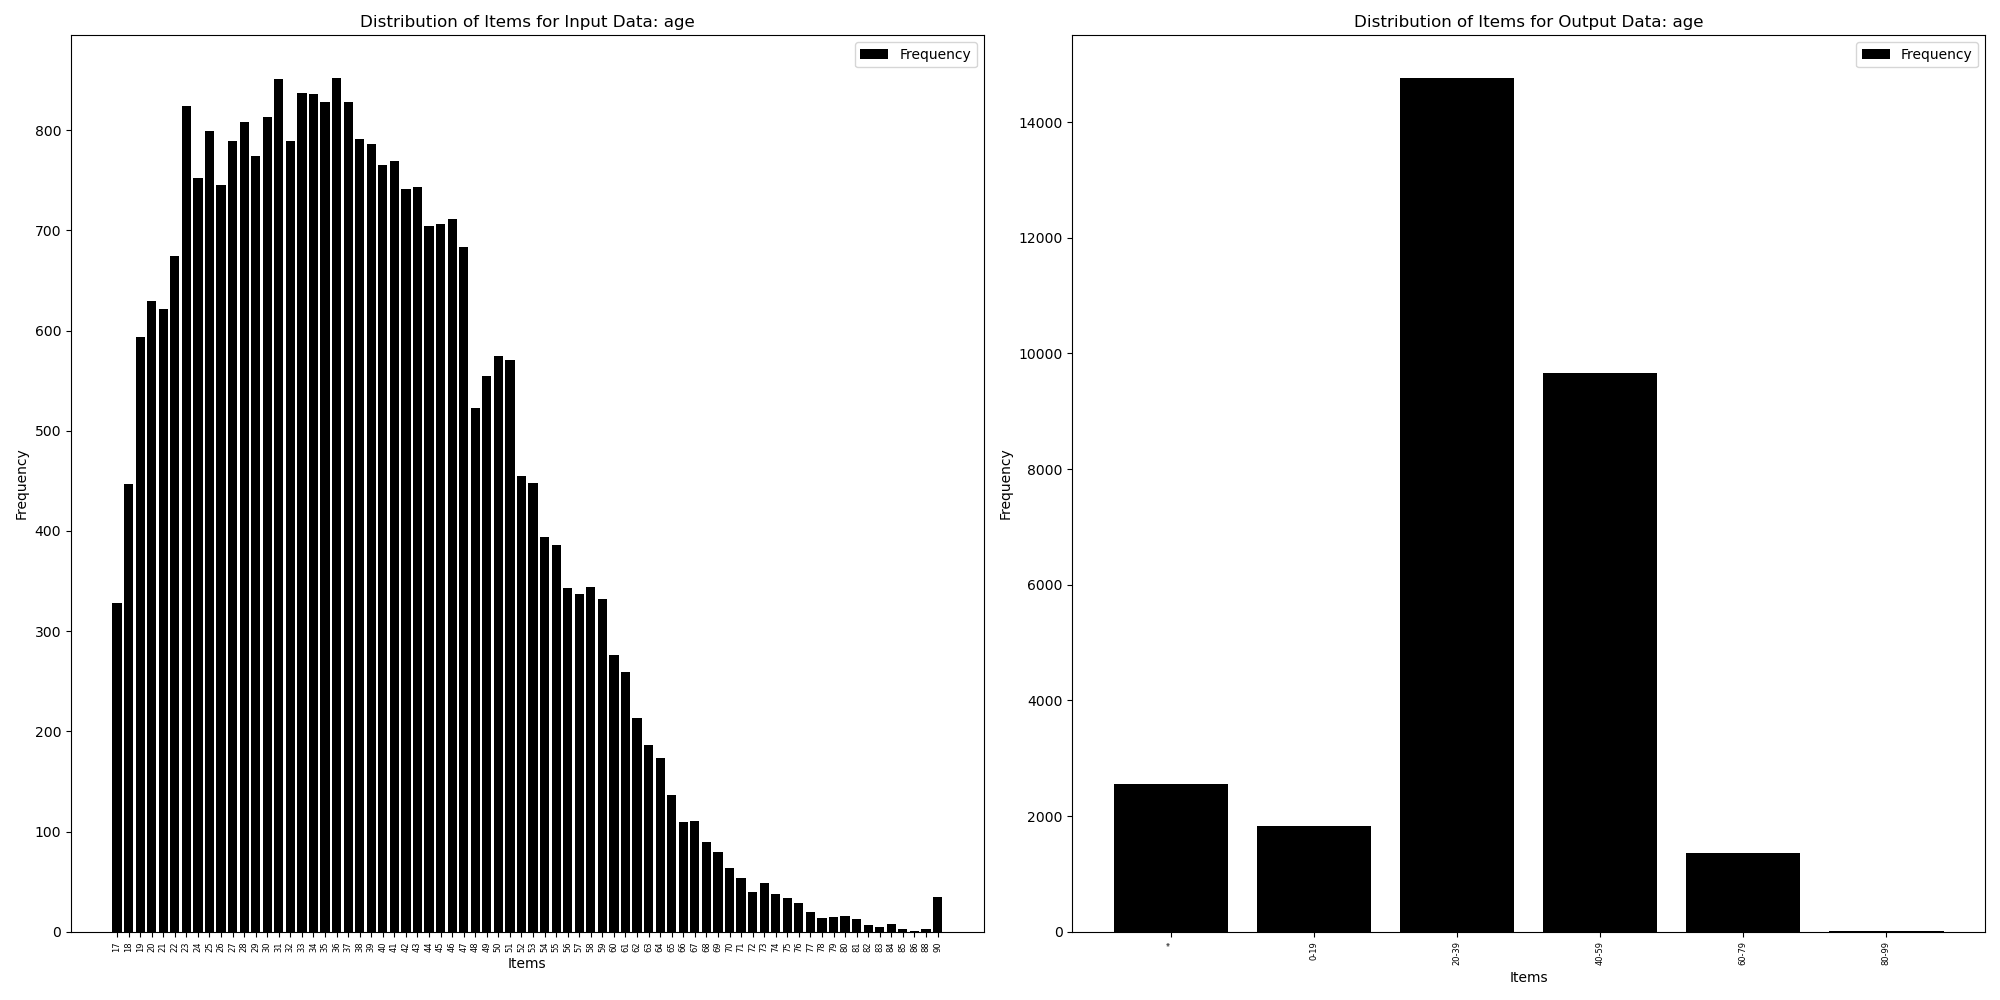 Distribution of Items for Input Data: age
Frequency
800
700
600
500
400
300
200
100
0
Frequency
17 18 19 20 21 22 23 24 25 26 27 28 29 30 31 32 33 34 35 36 37 38 39 40 41 42 43 44 45 46 47 48 49 50 51 52 53 54 55 56 57 58 59 60 61 62 63 64 65 66 67 68 69 70 71 72 73 74 75 76 77 78 79 80 81 82 83 84 85 86 88 90
Items
Distribution of Items for Output Data: age
Frequency
14000
12000
10000
8000
6000
4000
2000
0
Frequency
* 0-19 20-39 40-59 60-79 80-99
Items